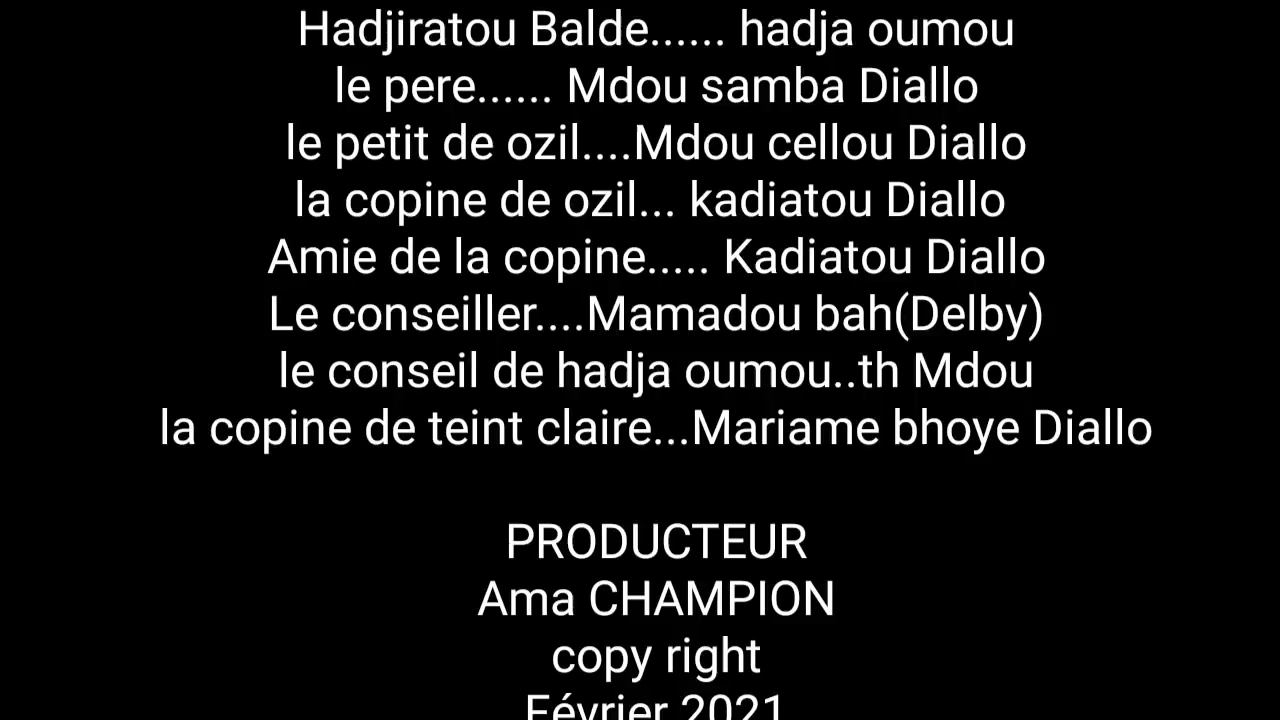 Hadjiratou Balde...... hadja oumou
le pere...... Mdou samba Diallo
le petit de ozil....Mdou cellou Diallo
la copine de ozil... kadiatou Diallo
Amie de la copine..... Kadiatou Diallo
Le conseiller....Mamadou bah(Delby)
le conseil de hadja oumou..th Mdou
la copine de teint claire...Mariame bhoye Diallo
PRODUCTEUR
Ama CHAMPION
copy right
Février 2021